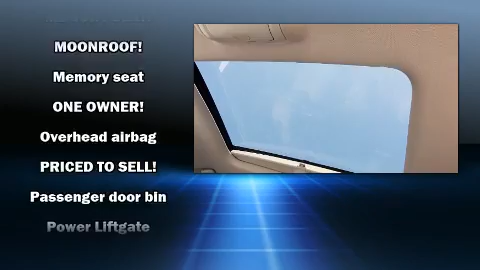 MOONROOF!
Memory seat
ONE OWNER!
Overhead airbag
PRICED TO SELL!
Passenger door bin
Power Liftgate